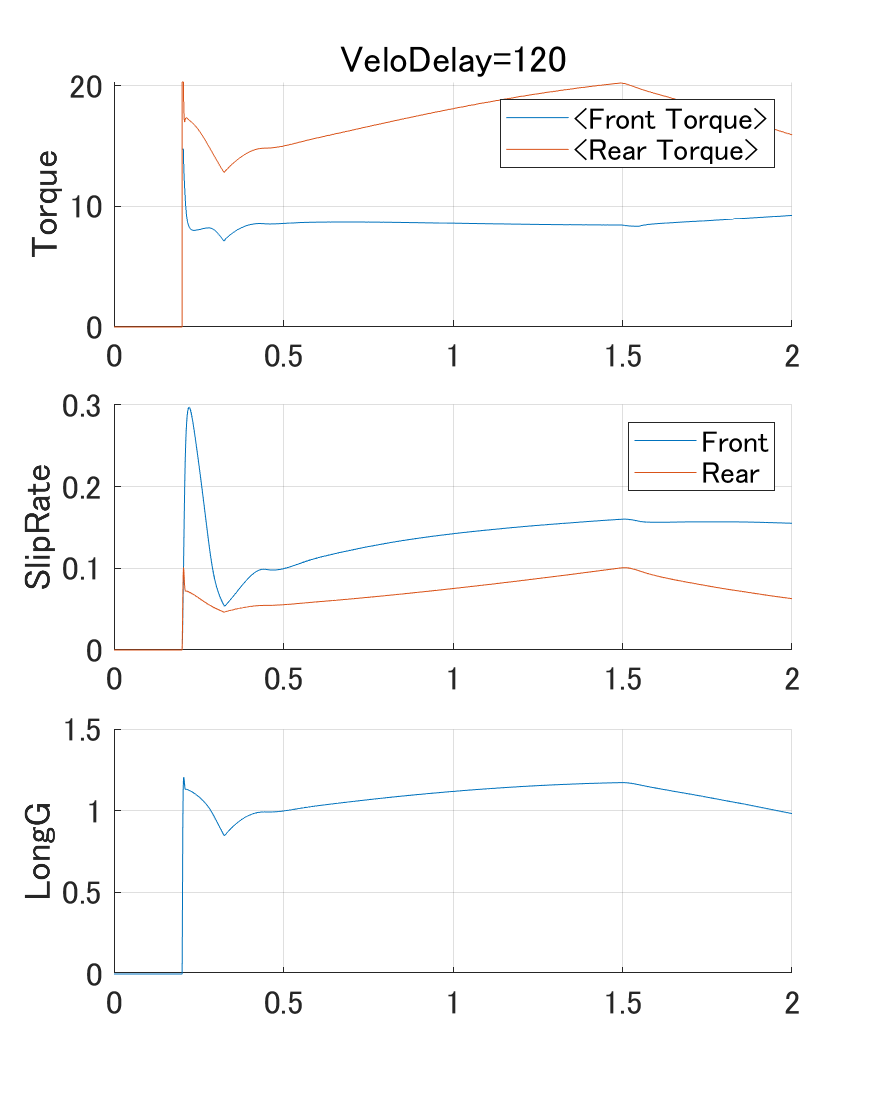 VeloDelay=120
Torque
20
10
0
0 0.5 1 1.5 2
<Front Torque>
<Rear Torque>
SlipRate
0.3
0.2
0.1
0
0 0.5 1 1.5 2
Front
Rear
LongG
1.5
1
0.5
0
0 0.5 1 1.5 2